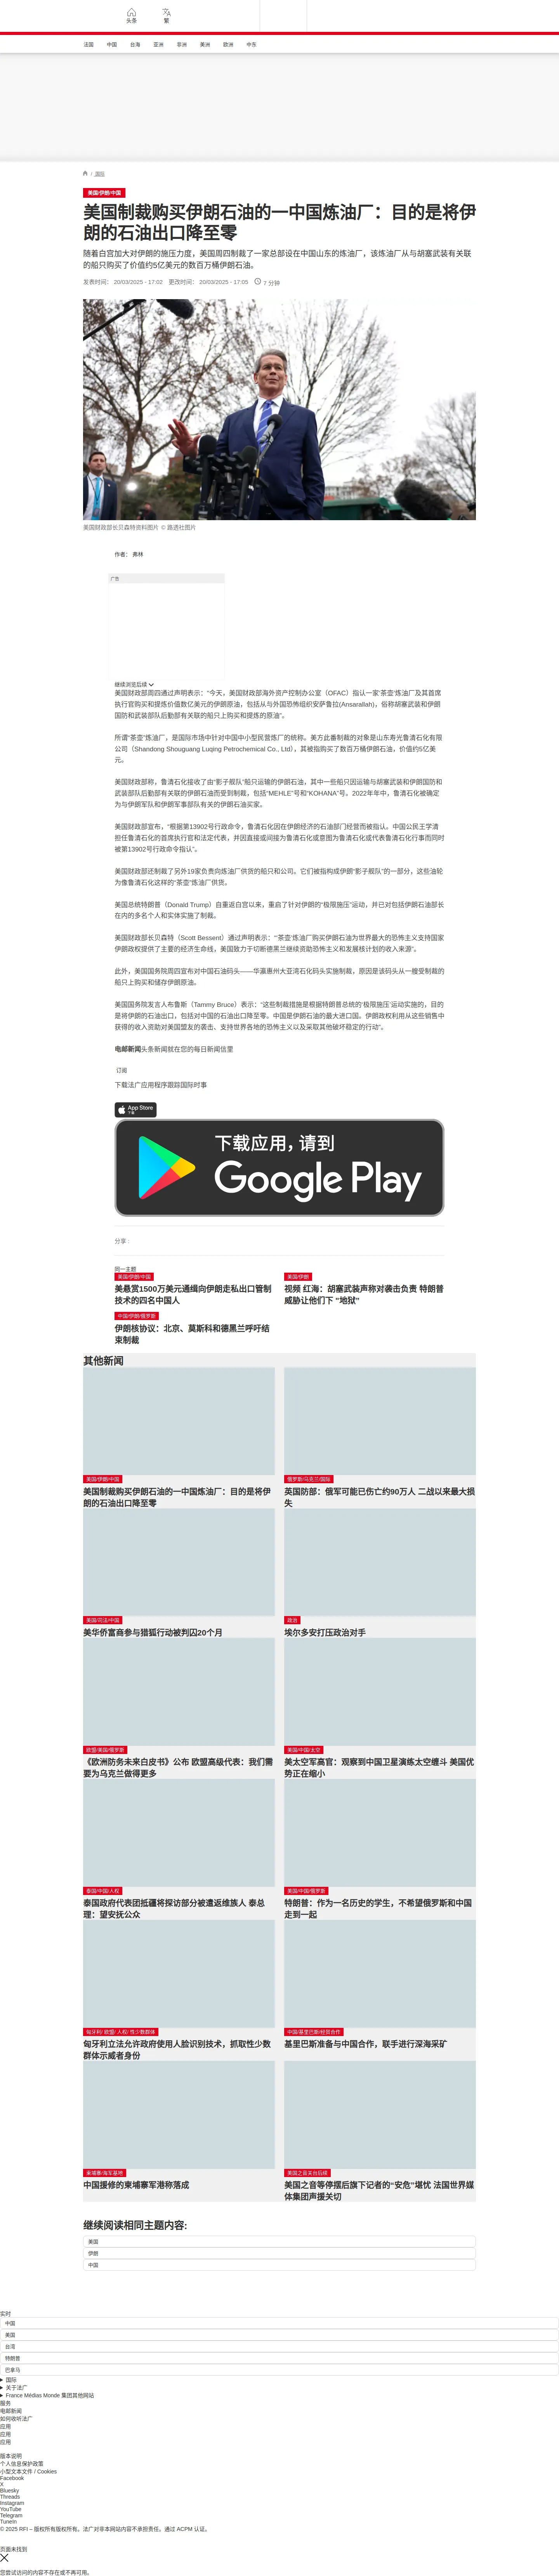 头条
繁
法国 中国 台海 亚洲 非洲 美洲 欧洲 中东
/ 国际
美国/伊朗/中国
美国制裁购买伊朗石油的一中国炼油厂：目的是将伊
朗的石油出口降至零
随着白宫加大对伊朗的施压力度，美国周四制裁了一家总部设在中国山东的炼油厂，该炼油厂从与胡塞武装有关联
的船只购买了价值约5亿美元的数百万桶伊朗石油。
发表时间： 20/03/2025 - 17:02 更改时间： 20/03/2025 - 17:05 7 分钟
美国财政部长贝森特资料图片 © 路透社图片
作者： 弗林
广告
继续浏览后续
美国财政部周四通过声明表示：“今天，美国财政部海外资产控制办公室（OFAC）指认一家‘茶壶’炼油厂及其首席
执行官购买和提炼价值数亿美元的伊朗原油，包括从与外国恐怖组织安萨鲁拉(Ansarallah)，俗称胡塞武装和伊朗
国防和武装部队后勤部有关联的船只上购买和提炼的原油”。
所谓“茶壶”炼油厂，是国际市场中针对中国中小型民营炼厂的统称。美方此番制裁的对象是山东寿光鲁清石化有限
公司（Shandong Shouguang Luqing Petrochemical Co., Ltd），其被指购买了数百万桶伊朗石油，价值约5亿美
元。
美国财政部称，鲁清石化接收了由“影子舰队”船只运输的伊朗石油，其中一些船只因运输与胡塞武装和伊朗国防和
武装部队后勤部有关联的伊朗石油而受到制裁，包括“MEHLE”号和“KOHANA”号。2022年年中，鲁清石化被确定
为与伊朗军队和伊朗军事部队有关的伊朗石油买家。
美国财政部宣布，“根据第13902号行政命令，鲁清石化因在伊朗经济的石油部门经营而被指认。中国公民王学清
担任鲁清石化的首席执行官和法定代表，并因直接或间接为鲁清石化或意图为鲁清石化或代表鲁清石化行事而同时
被第13902号行政命令指认”。
美国财政部还制裁了另外19家负责向炼油厂供货的船只和公司。它们被指构成伊朗“影子舰队”的一部分，这些油轮
为像鲁清石化这样的“茶壶”炼油厂供货。
美国总统特朗普（Donald Trump）自重返白宫以来，重启了针对伊朗的“极限施压”运动，并已对包括伊朗石油部长
在内的多名个人和实体实施了制裁。
美国财政部长贝森特（Scott Bessent）通过声明表示：“‘茶壶’炼油厂购买伊朗石油为世界最大的恐怖主义支持国家
伊朗政权提供了主要的经济生命线，美国致力于切断德黑兰继续资助恐怖主义和发展核计划的收入来源”。
此外，美国国务院周四宣布对中国石油码头——华瀛惠州大亚湾石化码头实施制裁，原因是该码头从一艘受制裁的
船只上购买和储存伊朗原油。
美国国务院发言人布鲁斯（Tammy Bruce）表示：“这些制裁措施是根据特朗普总统的‘极限施压’运动实施的，目的
是将伊朗的石油出口，包括对中国的石油出口降至零。中国是伊朗石油的最大进口国。伊朗政权利用从这些销售中
获得的收入资助对美国盟友的袭击、支持世界各地的恐怖主义以及采取其他破坏稳定的行动”。
电邮新闻头条新闻就在您的每日新闻信里
订阅
下载法广应用程序跟踪国际时事
App Store
下载
下载应用，请到
Google Play
分享 :
同一主题
美国/伊朗/中国
美悬赏1500万美元通缉向伊朗走私出口管制
技术的四名中国人
美国/伊朗
视频 红海：胡塞武装声称对袭击负责 特朗普
威胁让他们下 "地狱"
中国/伊朗/俄罗斯
伊朗核协议：北京、莫斯科和德黑兰呼吁结
束制裁
其他新闻
美国/伊朗/中国
美国制裁购买伊朗石油的一中国炼油厂：目的是将伊
朗的石油出口降至零
俄罗斯/乌克兰/国际
英国防部：俄军可能已伤亡约90万人 二战以来最大损
失
美国/司法/中国
美华侨富商参与猎狐行动被判囚20个月
政治
埃尔多安打压政治对手
欧盟/美国/俄罗斯
《欧洲防务未来白皮书》公布 欧盟高级代表：我们需
要为乌克兰做得更多
美国/中国/太空
美太空军高官：观察到中国卫星演练太空缠斗 美国优
势正在缩小
泰国/中国/人权
泰国政府代表团抵疆将探访部分被遣返维族人 泰总
理：望安抚公众
美国/中国/俄罗斯
特朗普：作为一名历史的学生，不希望俄罗斯和中国
走到一起
匈牙利/ 欧盟/ 人权/ 性少数群体
匈牙利立法允许政府使用人脸识别技术，抓取性少数
群体示威者身份
中国/基里巴斯/经贸合作
基里巴斯准备与中国合作，联手进行深海采矿
柬埔寨/海军基地
中国援修的柬埔寨军港称落成
美国之音关台后续
美国之音等停摆后旗下记者的“安危”堪忧 法国世界媒
体集团声援关切
继续阅读相同主题内容:
美国
伊朗
中国
实时
中国
美国
台湾
特朗普
巴拿马
国际
关于法广
France Médias Monde 集团其他网站
服务
电邮新闻
如何收听法广
应用
应用
应用
版本说明
个人信息保护政策
小型文本文件 / Cookies
Facebook
X
Bluesky
Threads
Instagram
YouTube
Telegram
TuneIn
© 2025 RFI – 版权所有版权所有。法广对非本网站内容不承担责任。通过 ACPM 认证。
页面未找到
您尝试访问的内容不存在或不再可用。